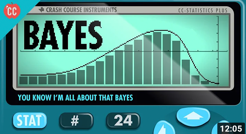 CC
CRASH COURSE INSTRUMENTS
CC-STATISTICS PLUS
BAYES
YOU KNOW I'M ALL ABOUT THAT BAYES
STAT
#
24
12:05